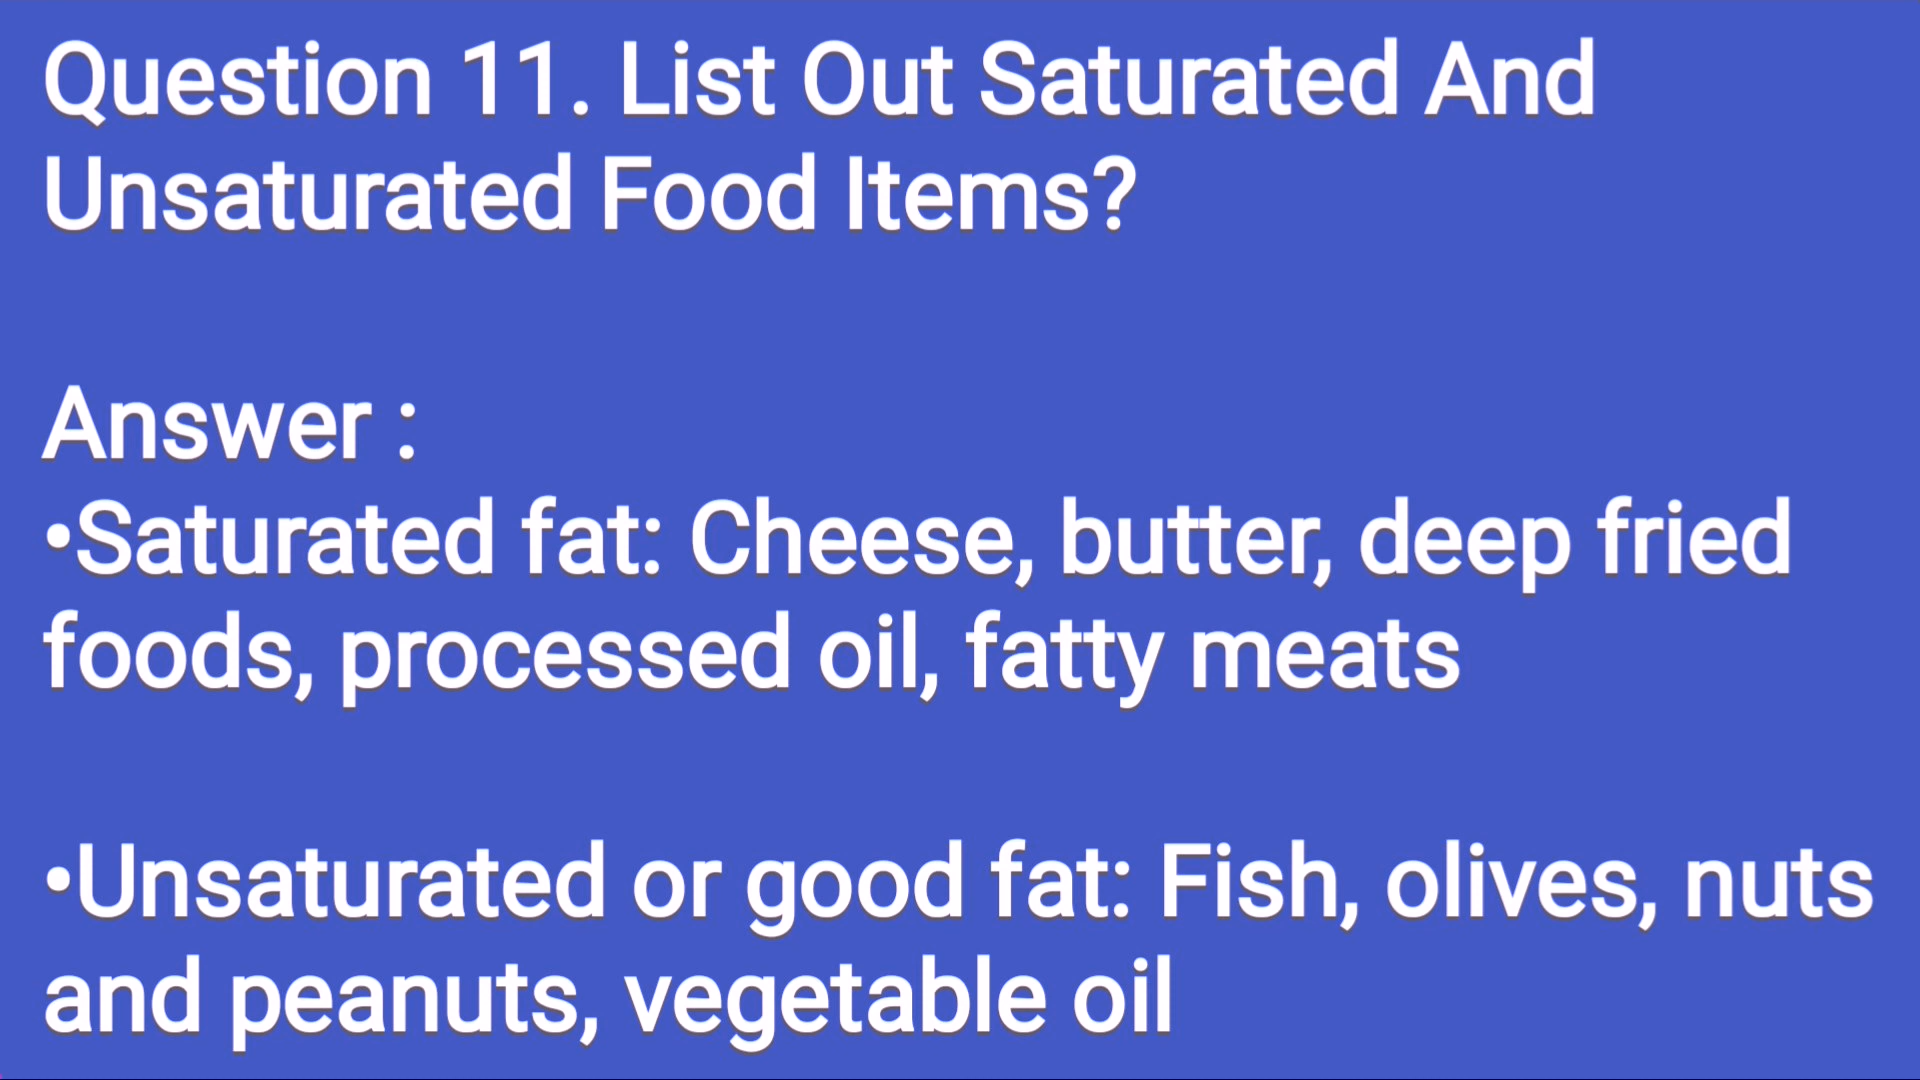 Question 11. List Out Saturated And
Unsaturated Food Items?
Answer :
•Saturated fat: Cheese, butter, deep fried
foods, processed oil, fatty meats
•Unsaturated or good fat: Fish, olives, nuts
and peanuts, vegetable oil